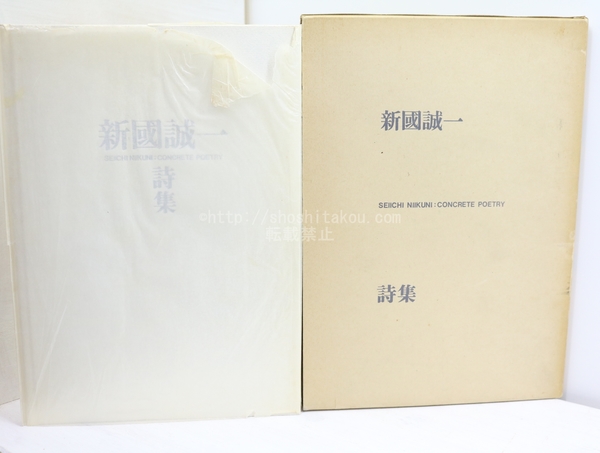 新國誠一
SEIICHI NIIKUNI:CONCRETE POETRY
詩集
新國誠一
SEIICHI NIIKUNI:CONCRETE POETRY
詩集
©http://shoshitakou.com/
転載禁止